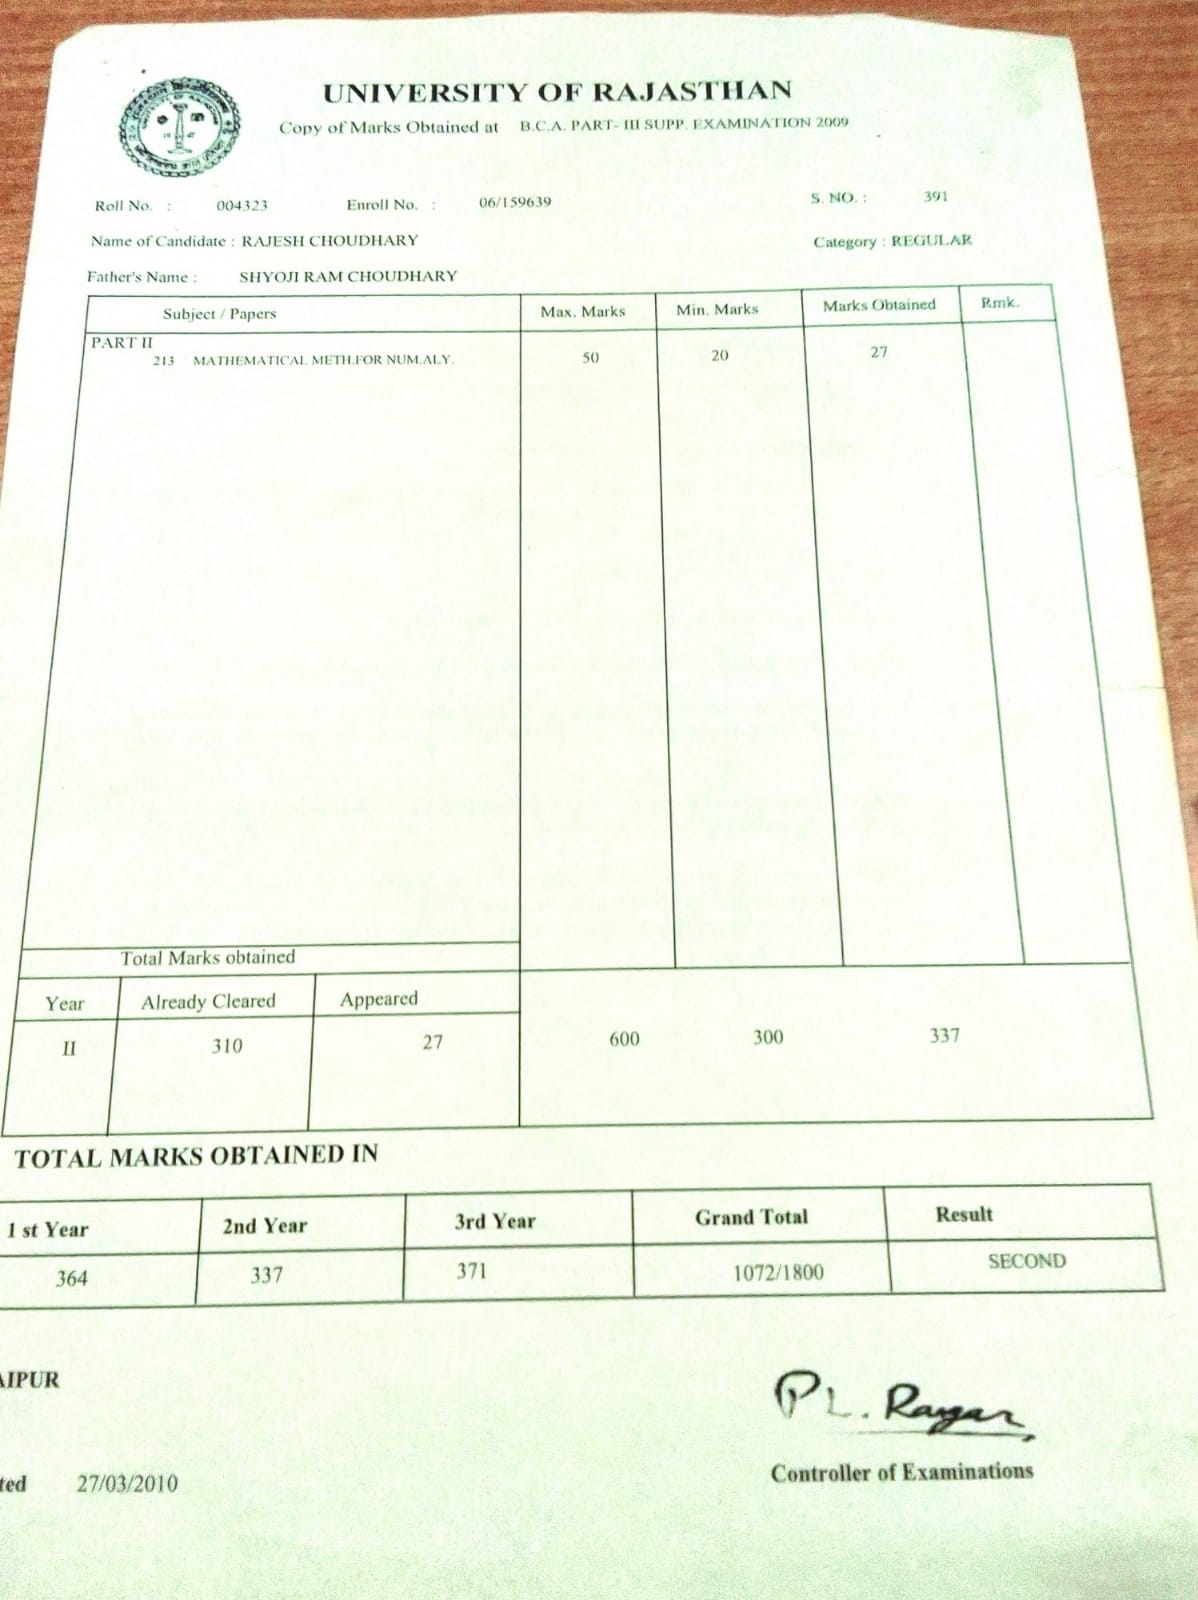 UNIVERSITY OF RAJASTHAN
Copy of Marks Obtained at B.C.A. PART- III SUPP. EXAMINATION 2009
Roll No. : 004323 Enroll No. : 06/159639 S. NO. : 391
Name of Candidate : RAJESH CHOUDHARY Category : REGULAR
Father's Name : SHYOJI RAM CHOUDHARY
Subject / Papers Max. Marks Min. Marks Marks Obtained Rmk.
PART II
213 MATHEMATICAL METH.FOR NUM.ALY. 50 20 27
Total Marks obtained
Year Already Cleared Appeared
II 310 27 600 300 337
TOTAL MARKS OBTAINED IN
1 st Year 2nd Year 3rd Year Grand Total Result
364 337 371 1072/1800 SECOND
AIPUR
P L. Ragar
ted 27/03/2010 Controller of Examinations